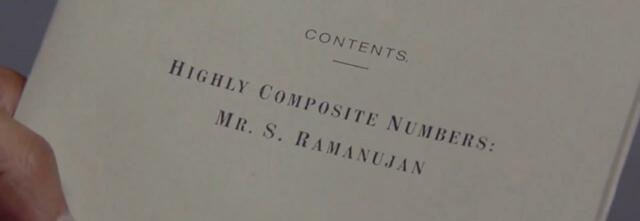 CONTENTS.
HIGHLY COMPOSITE NUMBERS:
MR. S. RAMANUJAN